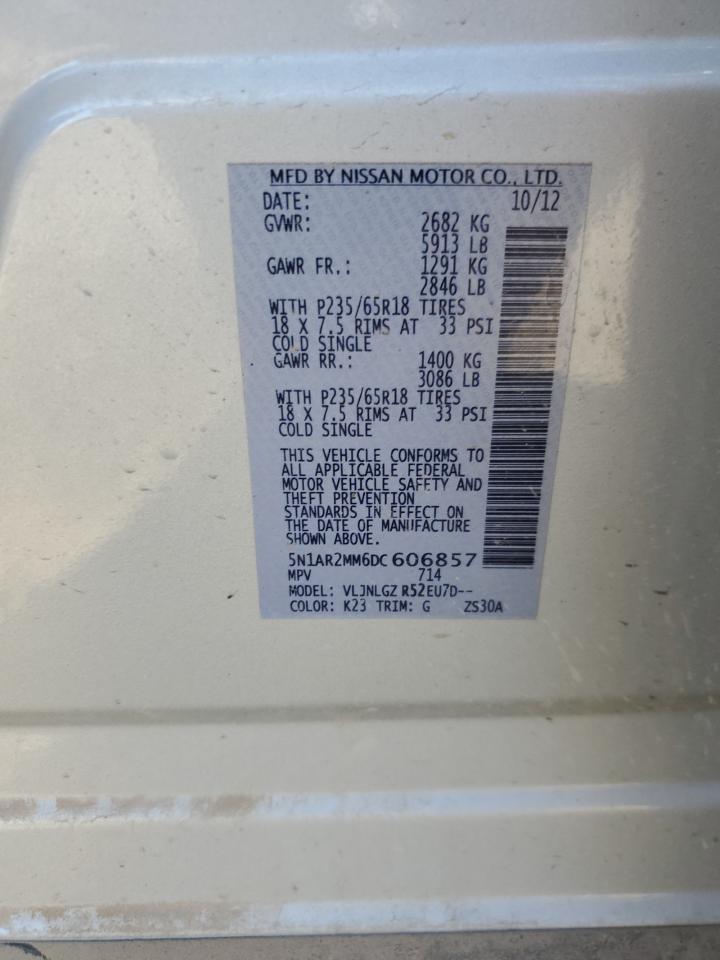 MFD BY NISSAN MOTOR CO., LTD.
DATE: 10/12
GVWR: 2682 KG
5913 LB
GAWR FR.: 1291 KG
2846 LB
WITH P235/65R18 TIRES
18 X 7.5 RIMS AT 33 PSI
COLD SINGLE
GAWR RR.: 1400 KG
3086 LB
WITH P235/65R18 TIRES
18 X 7.5 RIMS AT 33 PSI
COLD SINGLE
THIS VEHICLE CONFORMS TO
ALL APPLICABLE FEDERAL
MOTOR VEHICLE SAFETY AND
THEFT PREVENTION
STANDARDS IN EFFECT ON
THE DATE OF MANUFACTURE
SHOWN ABOVE.
5N1AR2MM6DC606857
MPV 714
MODEL: VLJNLGZ R52EU7D--
COLOR: K23 TRIM: G ZS30A